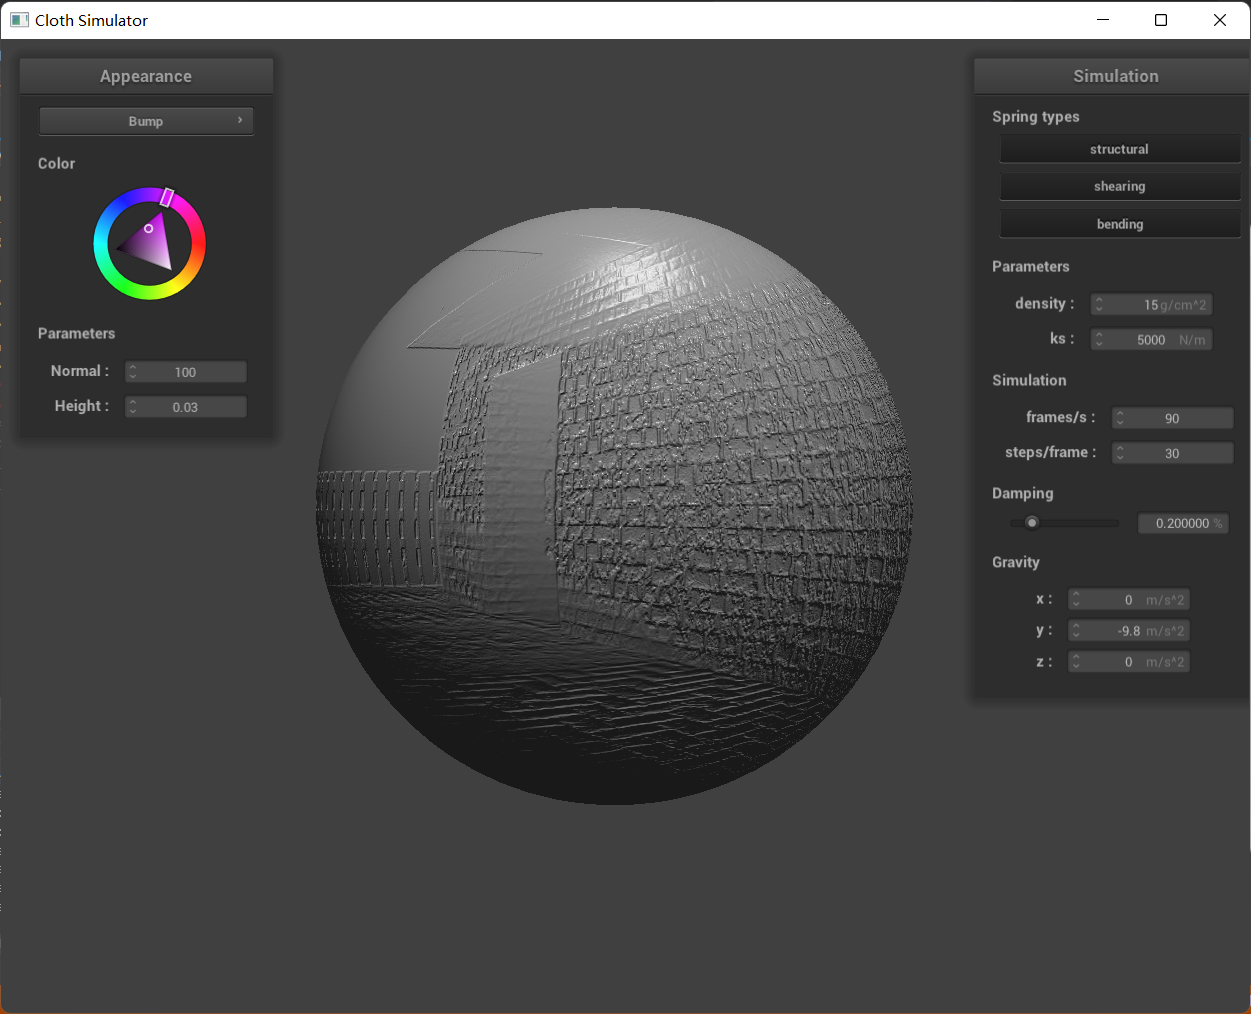 Cloth Simulator
Appearance
Bump
Color
Parameters
Normal : 100
Height : 0.03
Simulation
Spring types
structural
shearing
bending
Parameters
density : 15 g/cm^2
ks : 5000 N/m
Simulation
frames/s : 90
steps/frame : 30
Damping
0.200000 %
Gravity
x : 0 m/s^2
y : -9.8 m/s^2
z : 0 m/s^2